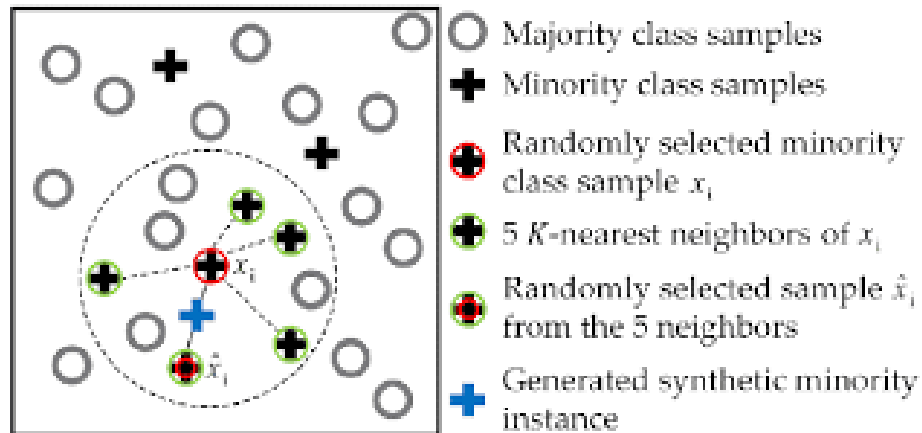 Majority class samples
Minority class samples
Randomly selected minority
class sample xᵢ
5 K-nearest neighbors of xᵢ
Randomly selected sample x̂ᵢ
from the 5 neighbors
Generated synthetic minority
instance
xᵢ
x̂ᵢ